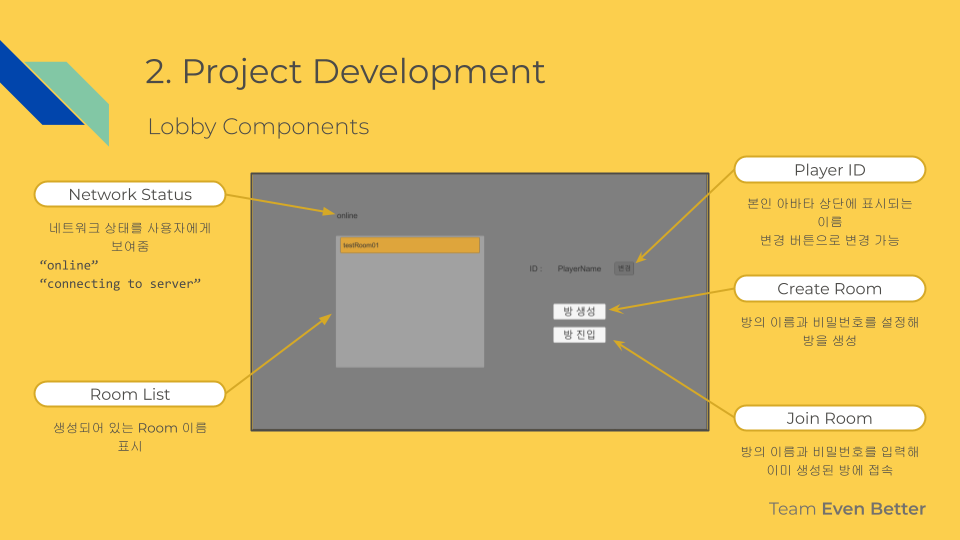 2. Project Development
Lobby Components
Network Status
네트워크 상태를 사용자에게
보여줌
“online”
“connecting to server”
Room List
생성되어 있는 Room 이름
표시
online
testRoom01
ID :
PlayerName
변경
방 생성
방 진입
Player ID
본인 아바타 상단에 표시되는
이름
변경 버튼으로 변경 가능
Create Room
방의 이름과 비밀번호를 설정해
방을 생성
Join Room
방의 이름과 비밀번호를 입력해
이미 생성된 방에 접속
Team Even Better